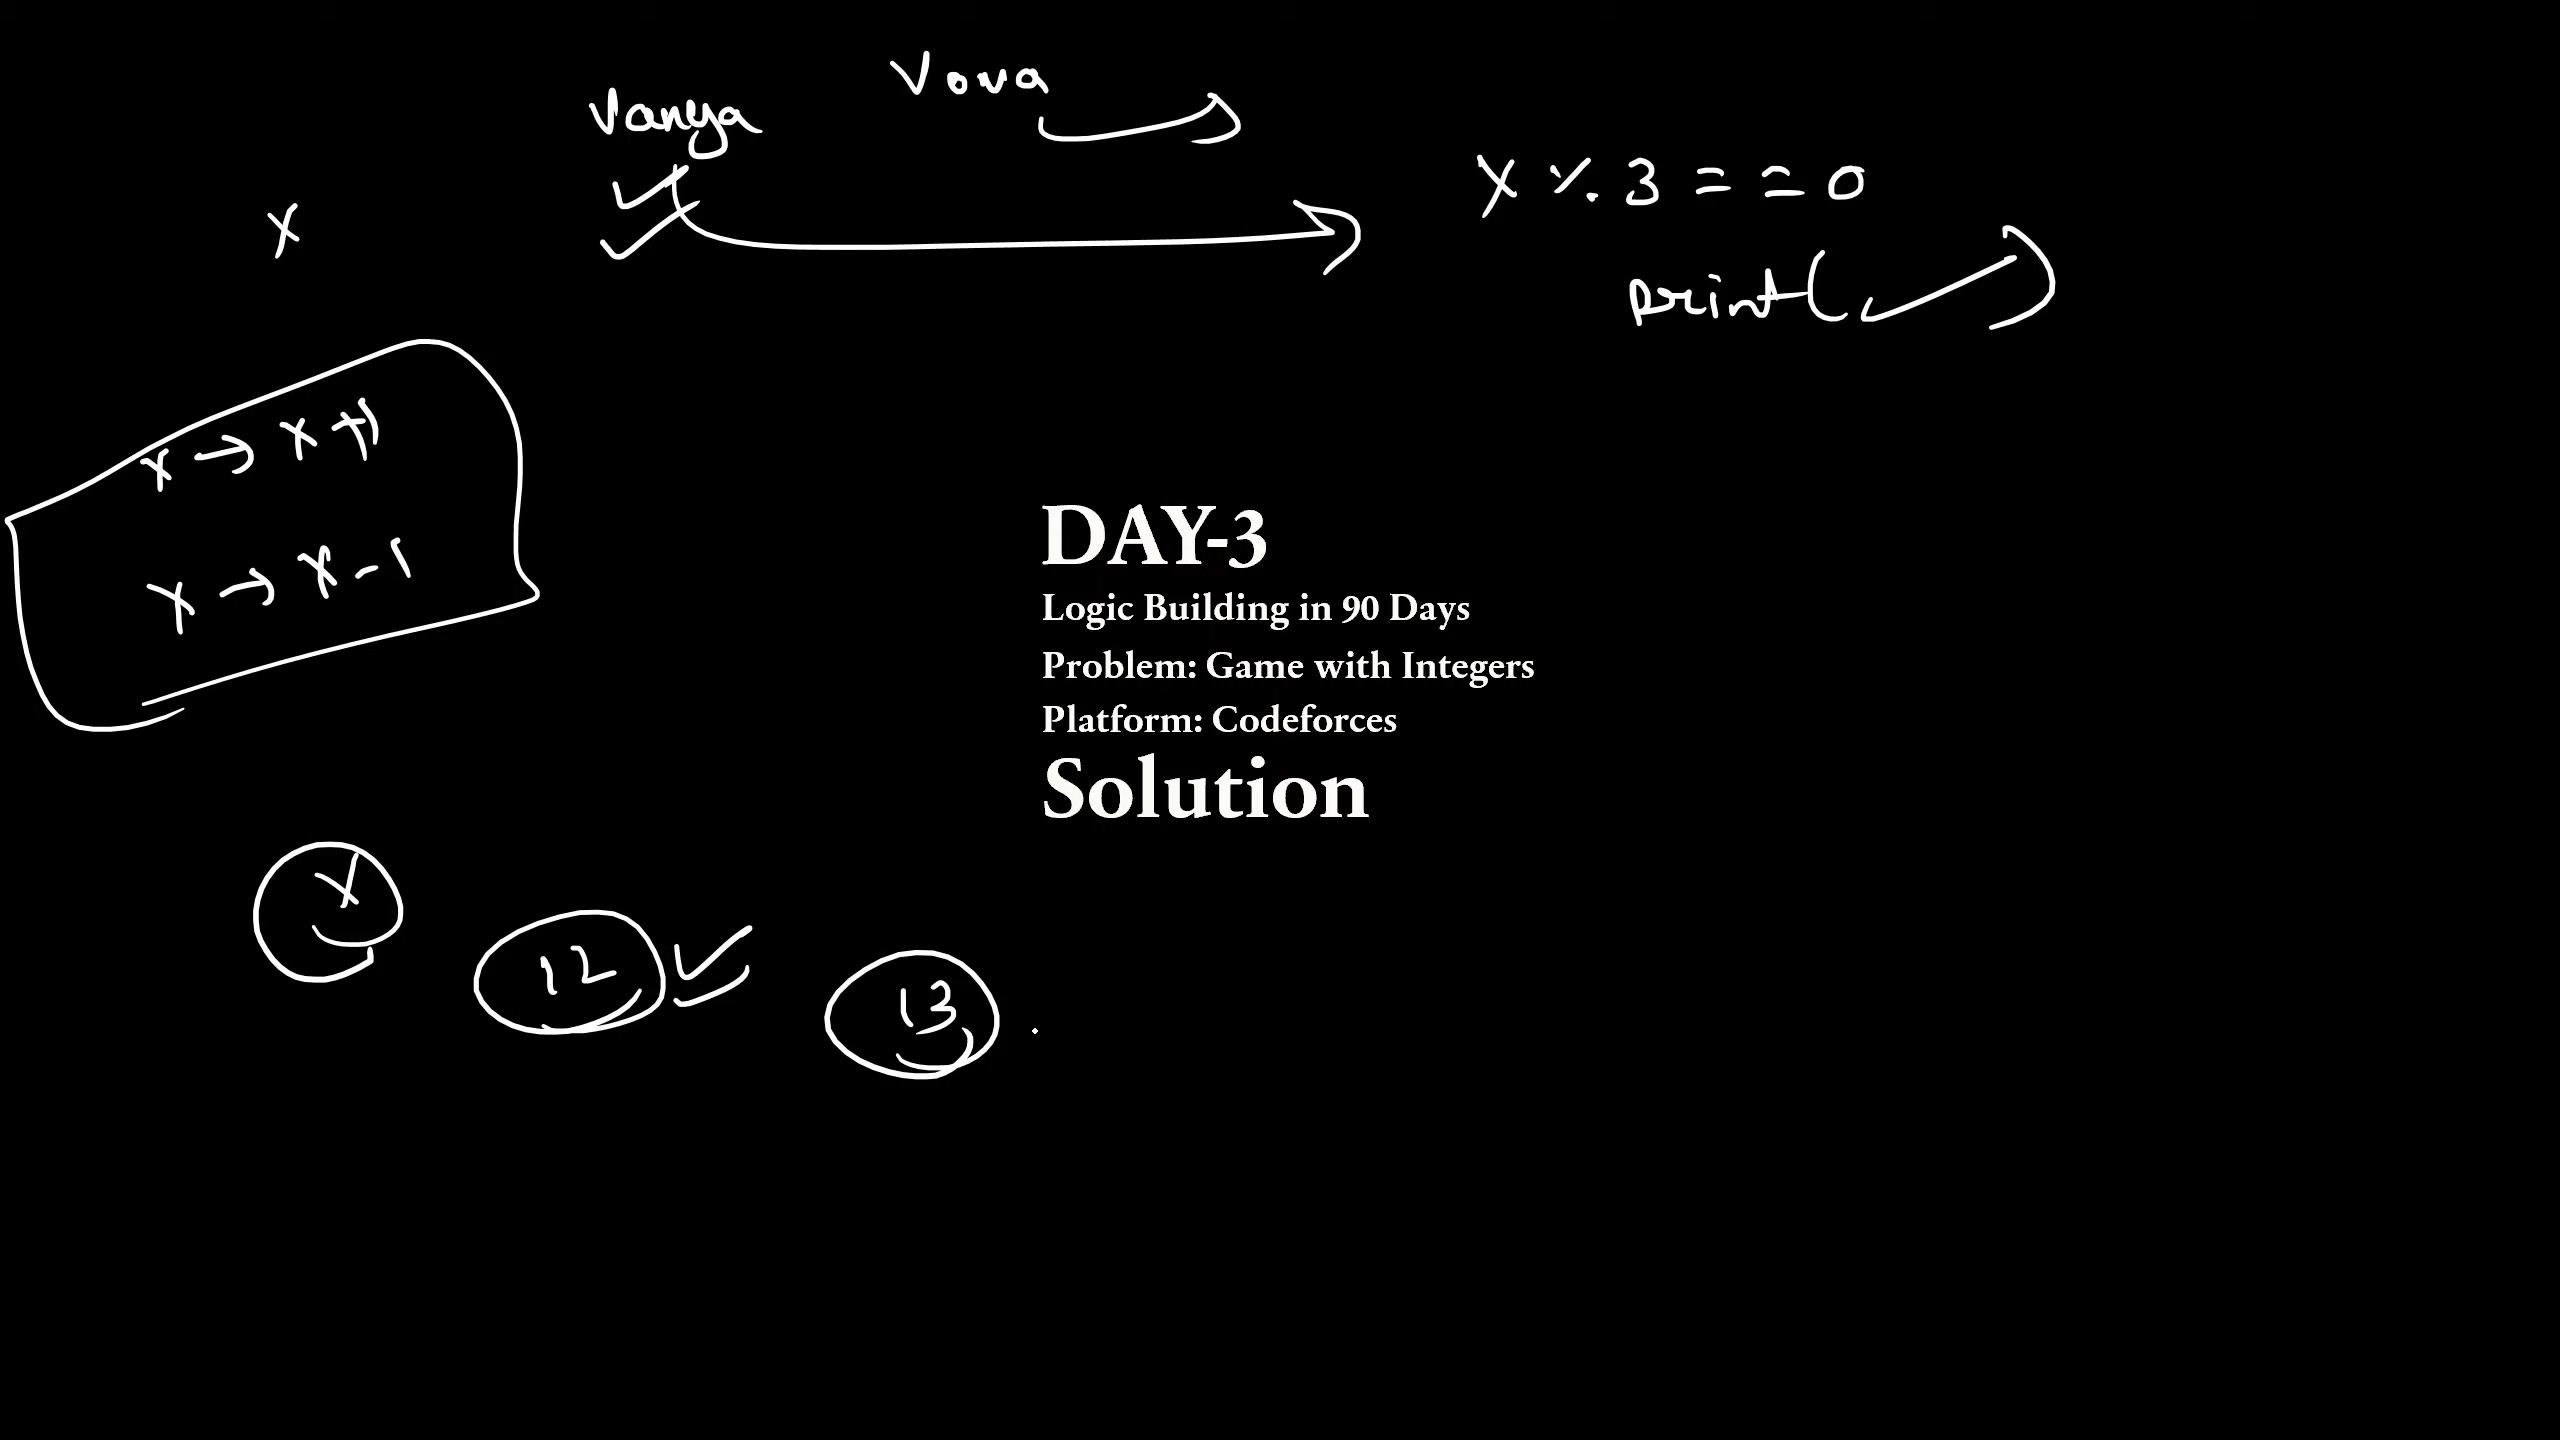 Vova
Vanya
X % 3 = = 0
X
print( )
X → X + 1
X → X - 1
DAY-3
Logic Building in 90 Days
Problem: Game with Integers
Platform: Codeforces
Solution
X
12
13